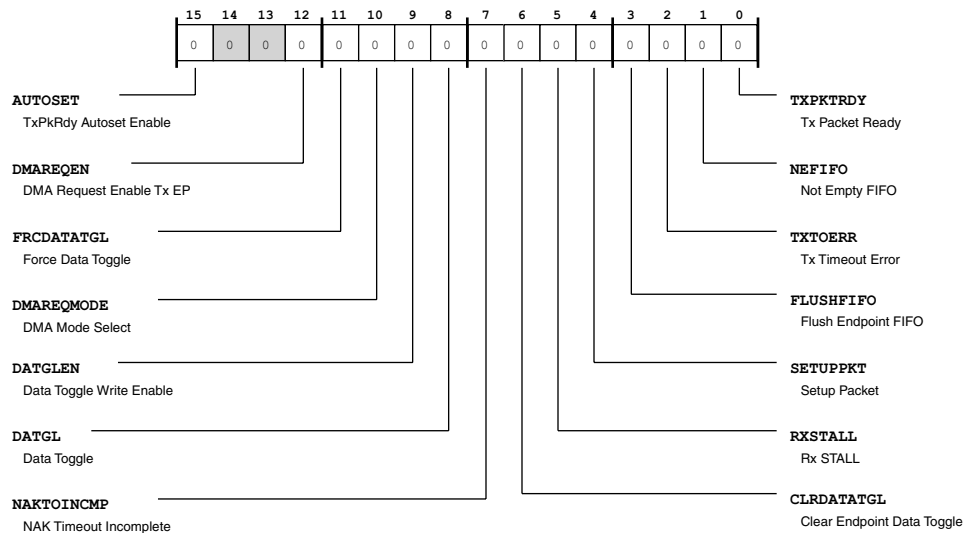 15 14 13 12 11 10 9 8 7 6 5 4 3 2 1 0
0 0 0 0 0 0 0 0 0 0 0 0 0 0 0 0
AUTOSET
TxPkRdy Autoset Enable
DMAREQEN
DMA Request Enable Tx EP
FRCDATATGL
Force Data Toggle
DMAREQMODE
DMA Mode Select
DATGLEN
Data Toggle Write Enable
DATGL
Data Toggle
NAKTOINCMP
NAK Timeout Incomplete
TXPKTRDY
Tx Packet Ready
NEFIFO
Not Empty FIFO
TXTOERR
Tx Timeout Error
FLUSHFIFO
Flush Endpoint FIFO
SETUPPKT
Setup Packet
RXSTALL
Rx STALL
CLRDATATGL
Clear Endpoint Data Toggle